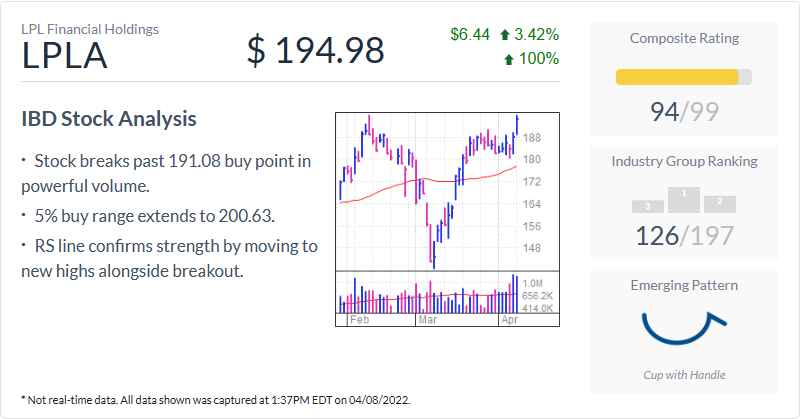 LPL Financial Holdings
LPLA
$ 194.98
$6.44 3.42%
100%
IBD Stock Analysis
· Stock breaks past 191.08 buy point in
powerful volume.
· 5% buy range extends to 200.63.
· RS line confirms strength by moving to
new highs alongside breakout.
188
180
172
164
156
148
1.0M
656.2K
414.0K
Feb Mar Apr
Composite Rating
94/99
Industry Group Ranking
3 1 2
126/197
Emerging Pattern
Cup with Handle
* Not real-time data. All data shown was captured at 1:37PM EDT on 04/08/2022.